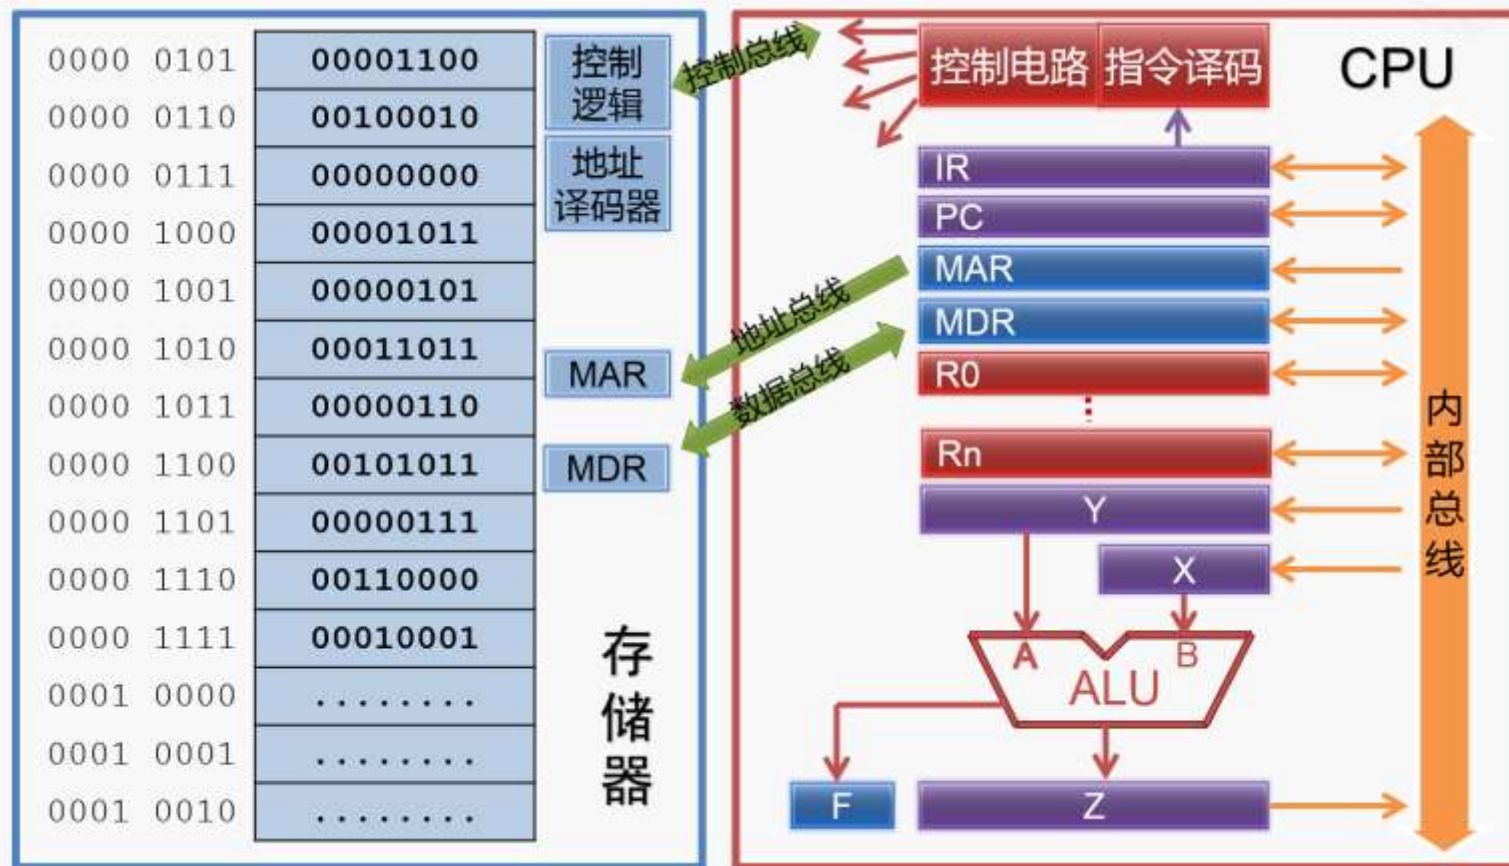 0000 0101 00001100
0000 0110 00100010
0000 0111 00000000
0000 1000 00001011
0000 1001 00000101
0000 1010 00011011
0000 1011 00000110
0000 1100 00101011
0000 1101 00000111
0000 1110 00110000
0000 1111 00010001
0001 0000 ........
0001 0001 ........
0001 0010 ........
控制
逻辑
地址
译码器
MAR
MDR
存储器
控制总线
地址总线
数据总线
控制电路 指令译码
CPU
IR
PC
MAR
MDR
R0
Rn
Y
X
A B
ALU
F
Z
内部总线